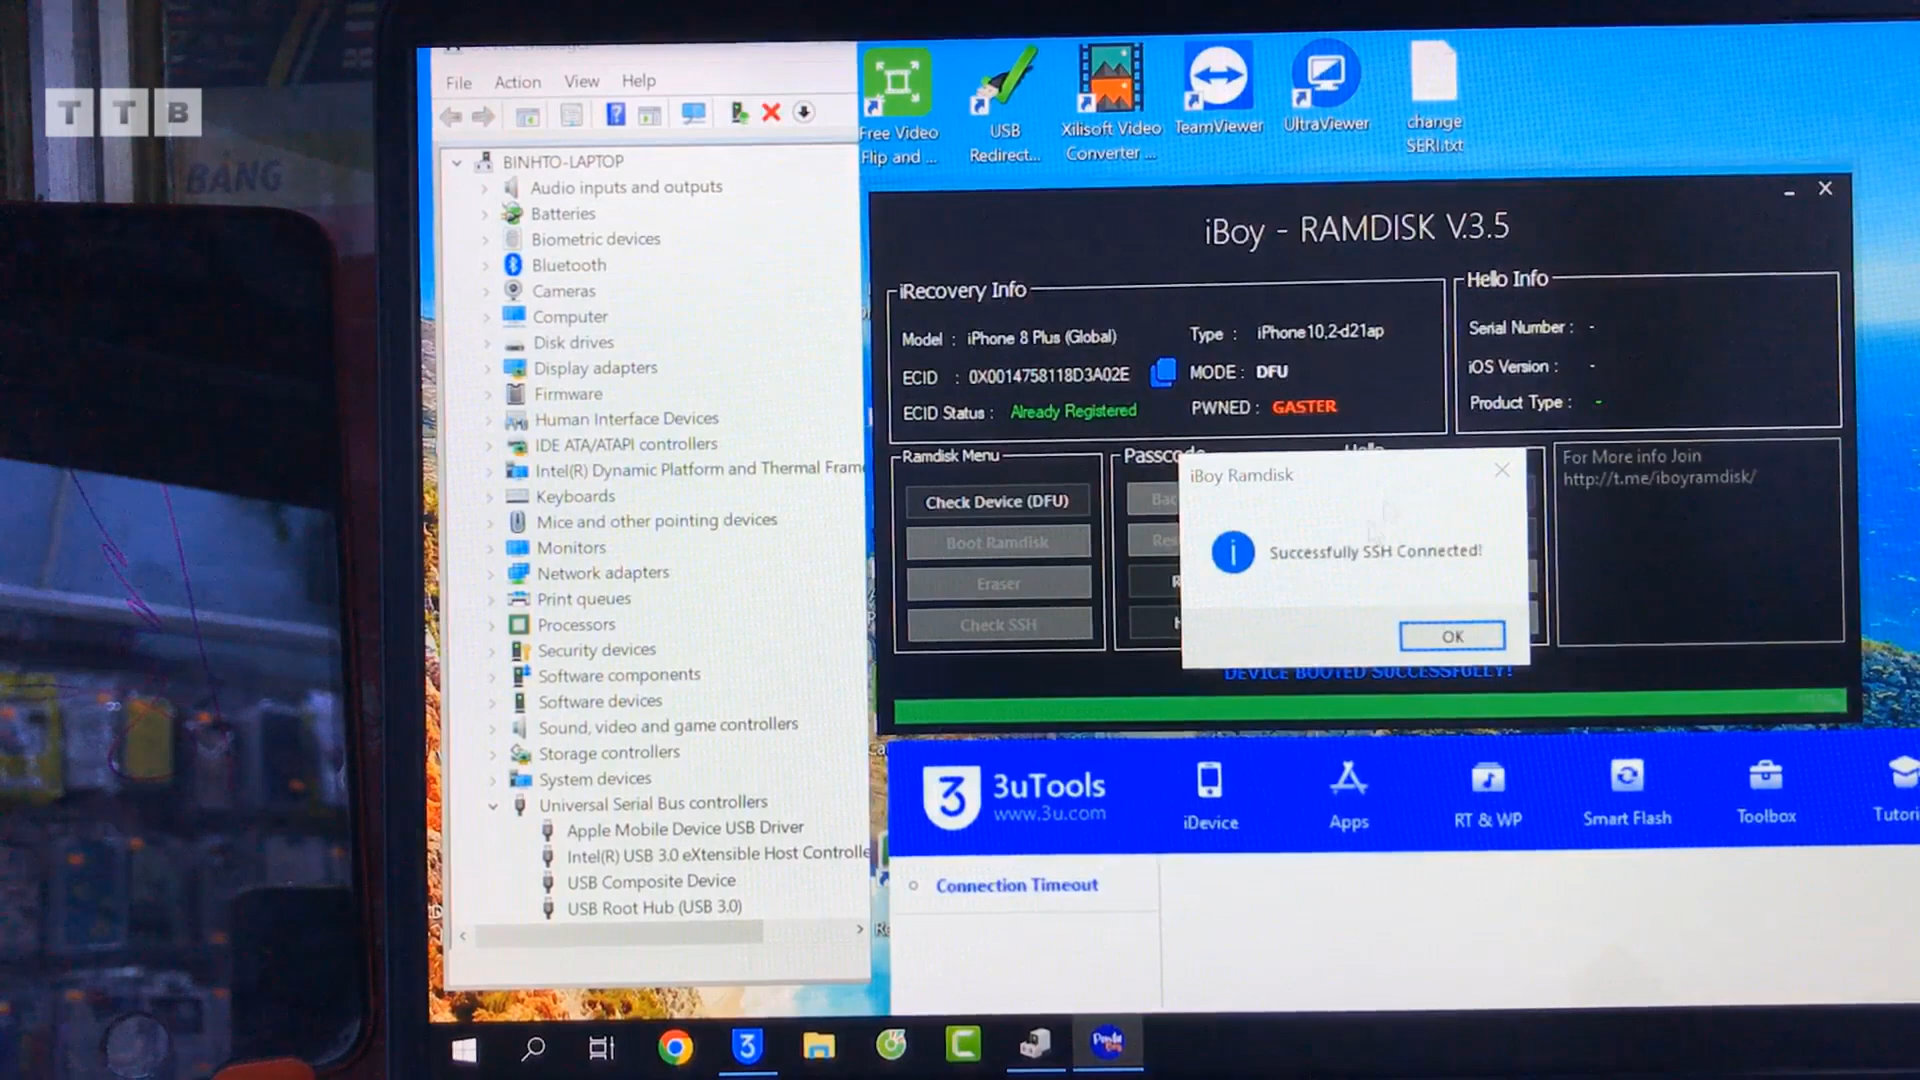 TTB
BẢNG
File Action View Help
BINHTO-LAPTOP
Audio inputs and outputs
Batteries
Biometric devices
Bluetooth
Cameras
Computer
Disk drives
Display adapters
Firmware
Human Interface Devices
IDE ATA/ATAPI controllers
Intel(R) Dynamic Platform and Thermal Fram
Keyboards
Mice and other pointing devices
Monitors
Network adapters
Print queues
Processors
Security devices
Software components
Software devices
Sound, video and game controllers
Storage controllers
System devices
Universal Serial Bus controllers
Apple Mobile Device USB Driver
Intel(R) USB 3.0 eXtensible Host Controlle
USB Composite Device
USB Root Hub (USB 3.0)
Free Video
Flip and ...
USB
Redirect...
Xilisoft Video
Converter ...
TeamViewer
UltraViewer
change
SERI.txt
iBoy - RAMDISK V.3.5
iRecovery Info
Model : iPhone 8 Plus (Global)
Type : iPhone10,2-d21ap
ECID : 0X0014758118D3A02E
MODE : DFU
ECID Status : Already Registered
PWNED : GASTER
Hello Info
Serial Number : -
iOS Version : -
Product Type : -
Ramdisk Menu
Check Device (DFU)
Boot Ramdisk
Eraser
Check SSH
Passcode
Hello
iBoy Ramdisk
Successfully SSH Connected!
OK
For More info Join
http://t.me/iboyramdisk/
DEVICE BOOTED SUCCESSFULLY!
3uTools
www.3u.com
iDevice
Apps
RT & WP
Smart Flash
Toolbox
Tutori
Connection Timeout